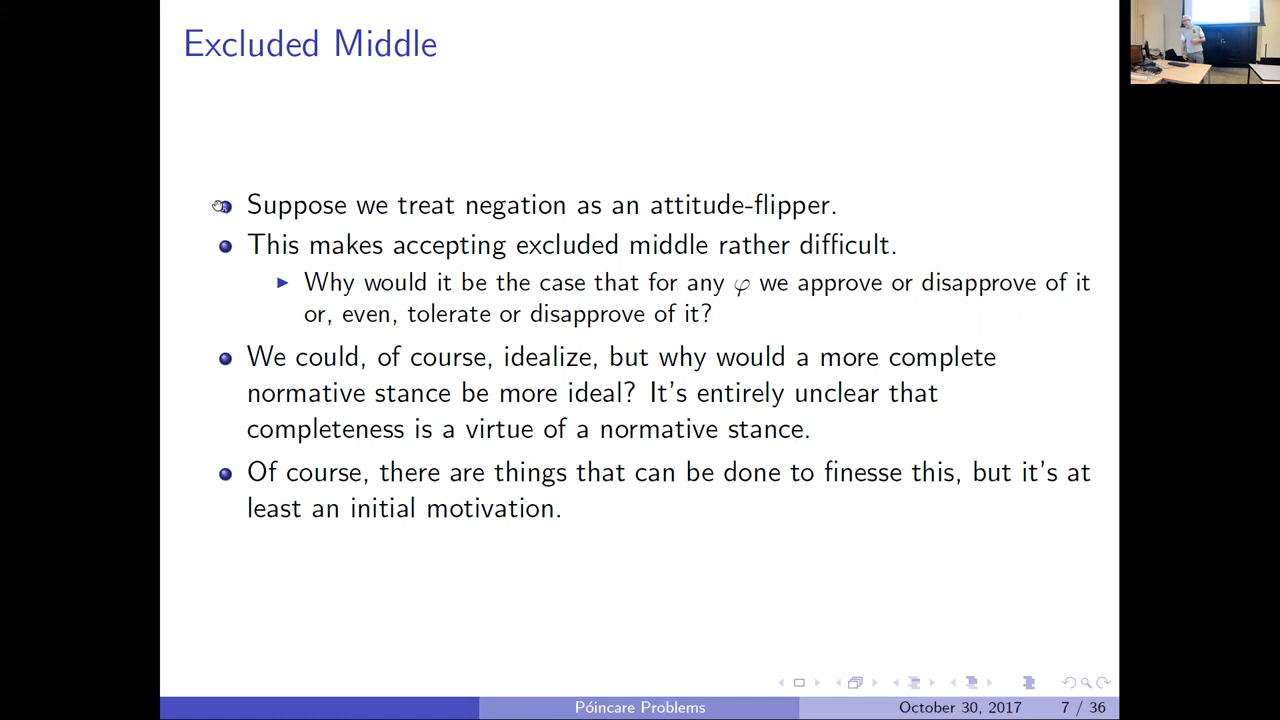 Excluded Middle
Suppose we treat negation as an attitude-flipper.
This makes accepting excluded middle rather difficult.
Why would it be the case that for any φ we approve or disapprove of it
or, even, tolerate or disapprove of it?
We could, of course, idealize, but why would a more complete
normative stance be more ideal? It's entirely unclear that
completeness is a virtue of a normative stance.
Of course, there are things that can be done to finesse this, but it's at
least an initial motivation.
Póincare Problems
October 30, 2017
7 / 36